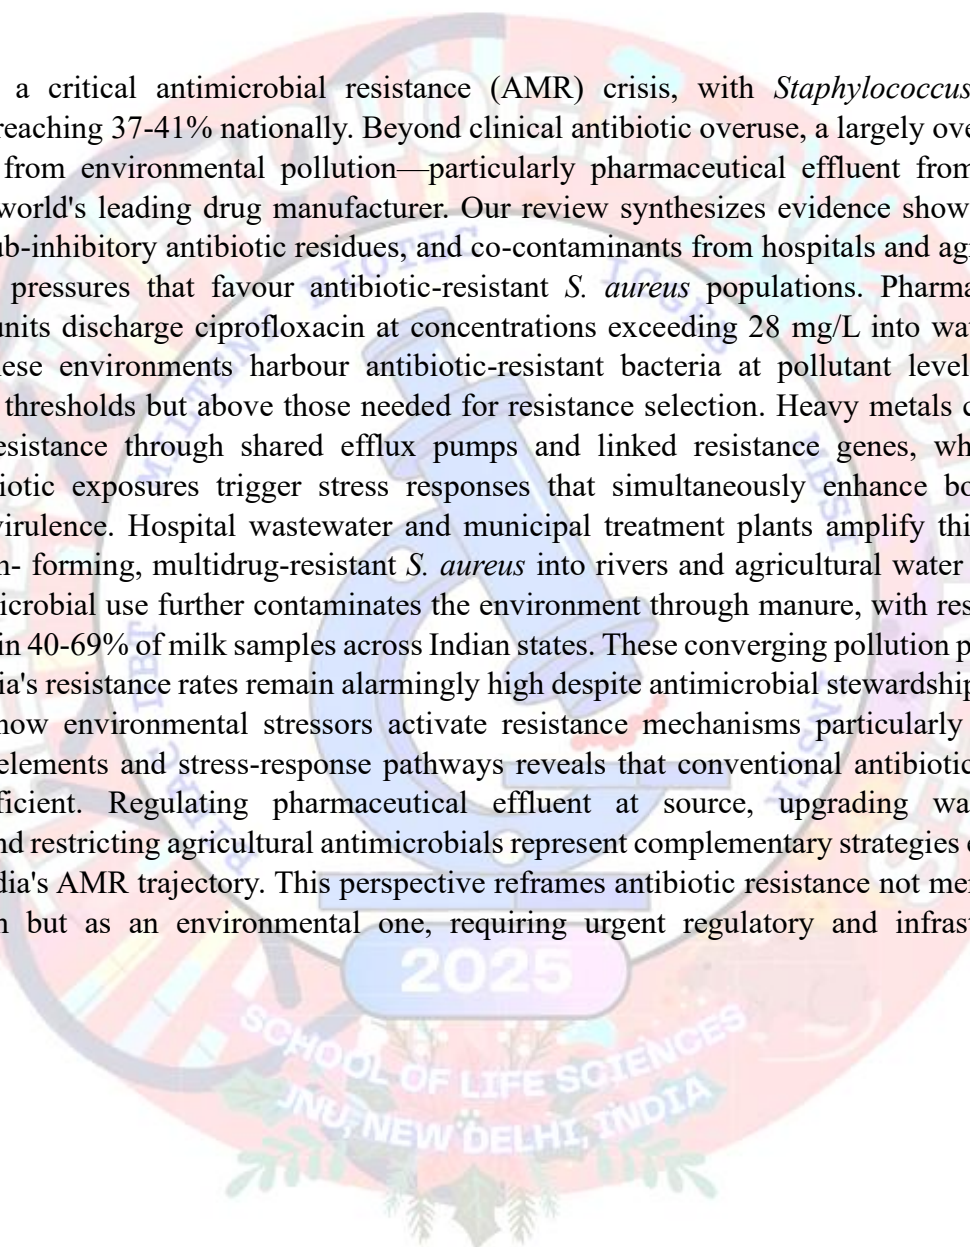 a critical antimicrobial resistance (AMR) crisis, with Staphylococcus
reaching 37-41% nationally. Beyond clinical antibiotic overuse, a largely ove
from environmental pollution—particularly pharmaceutical effluent from
world's leading drug manufacturer. Our review synthesizes evidence show
ub-inhibitory antibiotic residues, and co-contaminants from hospitals and agr
pressures that favour antibiotic-resistant S. aureus populations. Pharma
units discharge ciprofloxacin at concentrations exceeding 28 mg/L into wat
hese environments harbour antibiotic-resistant bacteria at pollutant level
thresholds but above those needed for resistance selection. Heavy metals c
esistance through shared efflux pumps and linked resistance genes, wh
iotic exposures trigger stress responses that simultaneously enhance bo
virulence. Hospital wastewater and municipal treatment plants amplify thi
n- forming, multidrug-resistant S. aureus into rivers and agricultural water
icrobial use further contaminates the environment through manure, with res
in 40-69% of milk samples across Indian states. These converging pollution p
ia's resistance rates remain alarmingly high despite antimicrobial stewardship
how environmental stressors activate resistance mechanisms particularly
elements and stress-response pathways reveals that conventional antibiotic
ficient. Regulating pharmaceutical effluent at source, upgrading wa
nd restricting agricultural antimicrobials represent complementary strategies
dia's AMR trajectory. This perspective reframes antibiotic resistance not mer
but as an environmental one, requiring urgent regulatory and infrast
2025
SCHOOL OF LIFE SCIENCES
JNU, NEW DELHI, INDIA